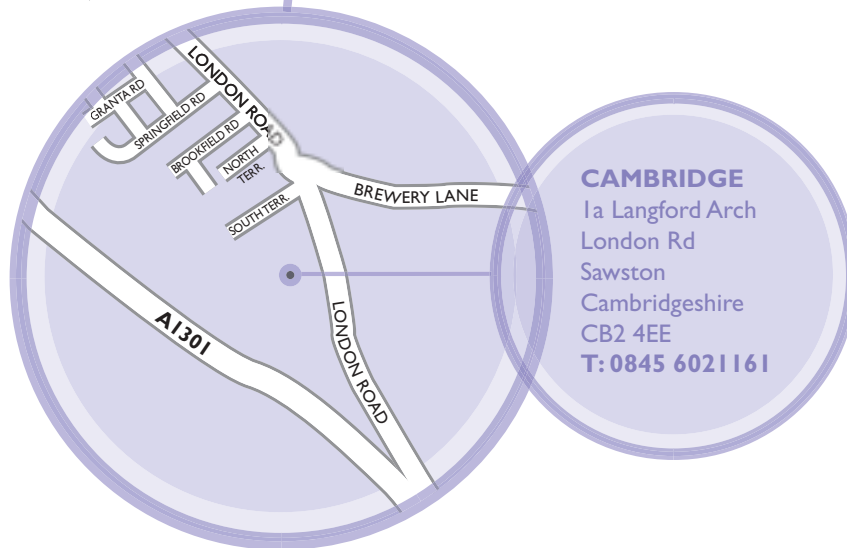 LONDON ROAD
GRANTA RD
SPRINGFIELD RD
BROOKFIELD RD
NORTH
TERR.
BREWERY LANE
SOUTH TERR.
A1301
LONDON ROAD
CAMBRIDGE
1a Langford Arch
London Rd
Sawston
Cambridgeshire
CB2 4EE
T: 0845 6021161